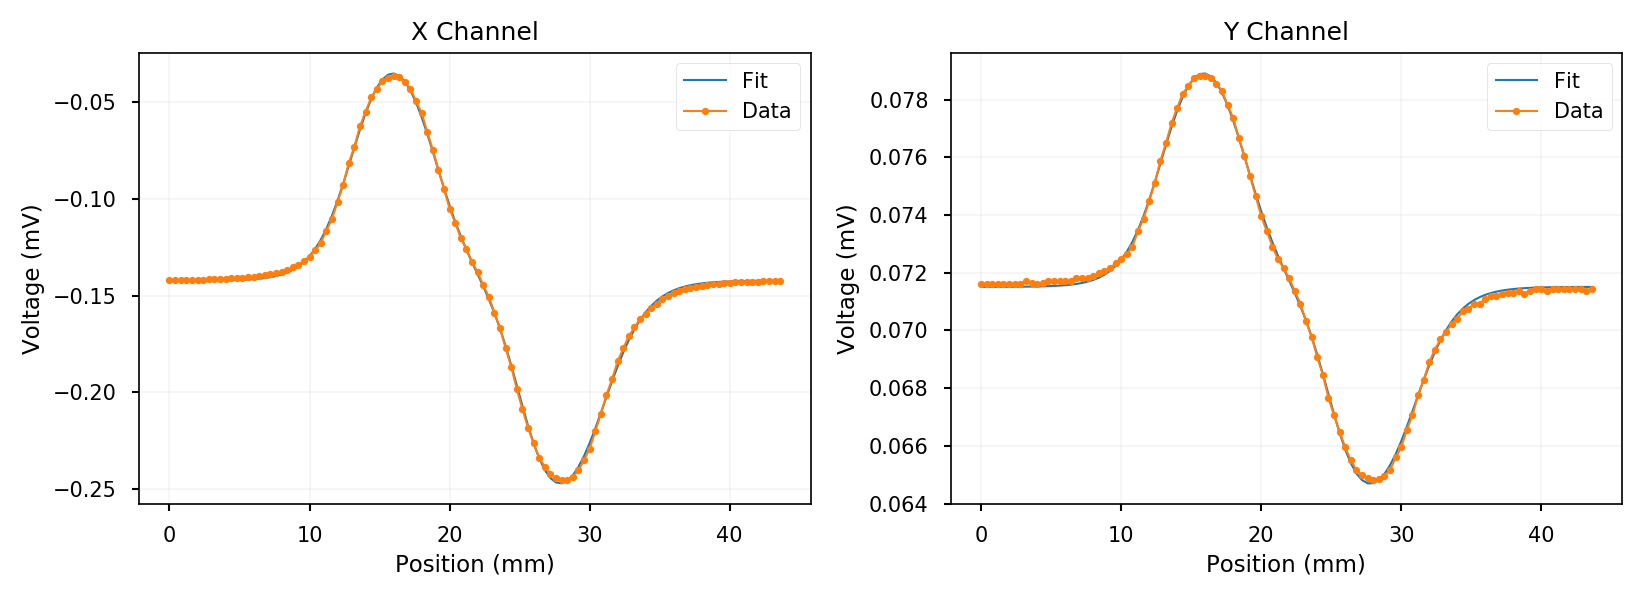 X Channel
Voltage (mV)
−0.05
−0.10
−0.15
−0.20
−0.25
0
10
20
30
40
Position (mm)
Fit
Data
Y Channel
Voltage (mV)
0.078
0.076
0.074
0.072
0.070
0.068
0.066
0.064
0
10
20
30
40
Position (mm)
Fit
Data